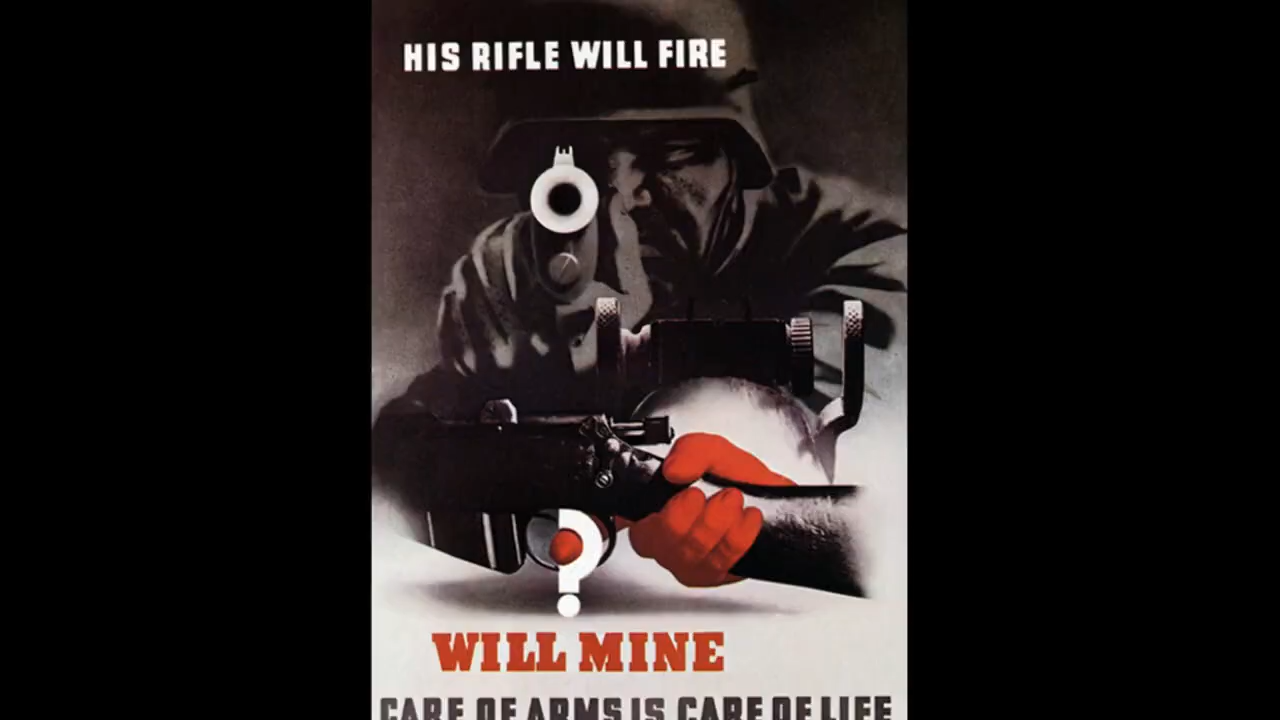 HIS RIFLE WILL FIRE
?
WILL MINE
CARE OF ARMS IS CARE OF LIFE